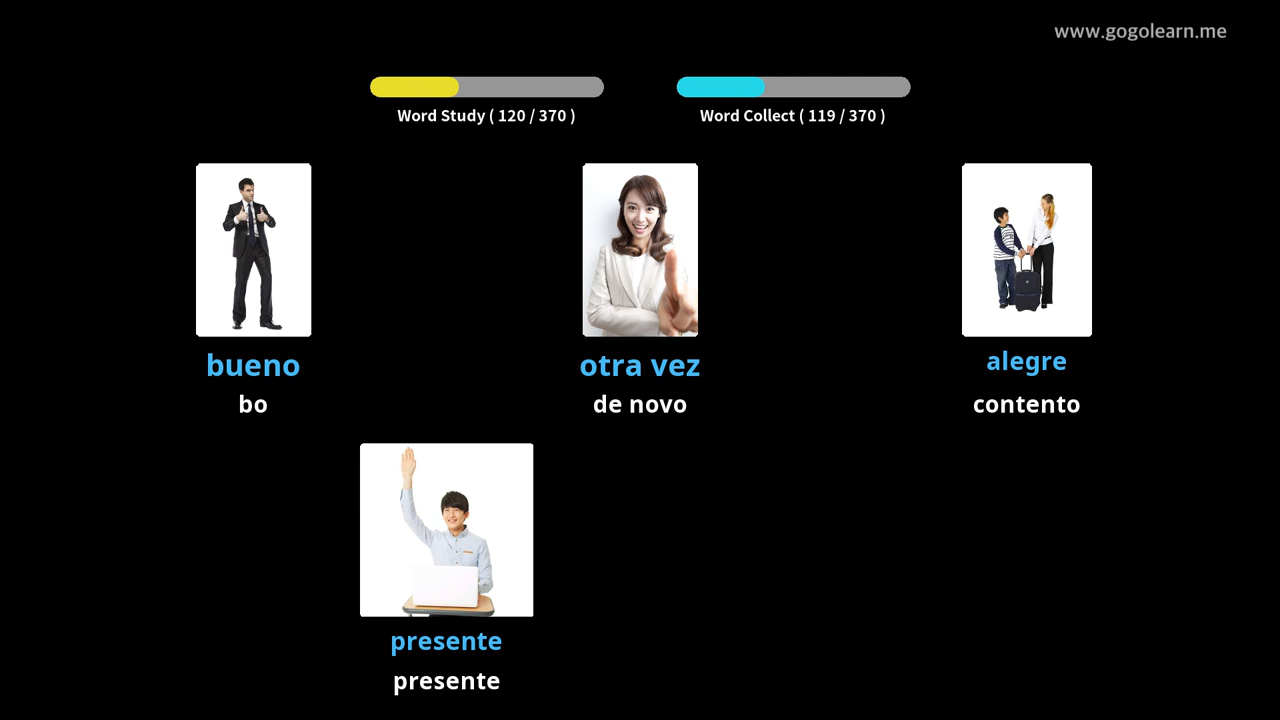 www.gogolearn.me
Word Study ( 120 / 370 )
Word Collect ( 119 / 370 )
bueno
bo
otra vez
de novo
alegre
contento
presente
presente